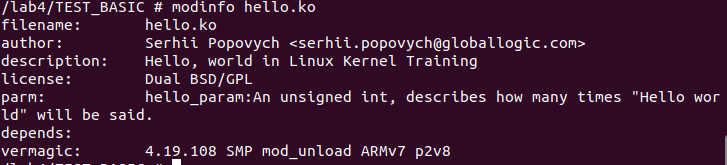 /lab4/TEST_BASIC # modinfo hello.ko
filename:       hello.ko
author:         Serhii Popovych <serhii.popovych@globallogic.com>
description:    Hello, world in Linux Kernel Training
license:        Dual BSD/GPL
parm:           hello_param:An unsigned int, describes how many times "Hello wor
ld" will be said.
depends:
vermagic:       4.19.108 SMP mod_unload ARMv7 p2v8
/lab4/TEST_BASIC #